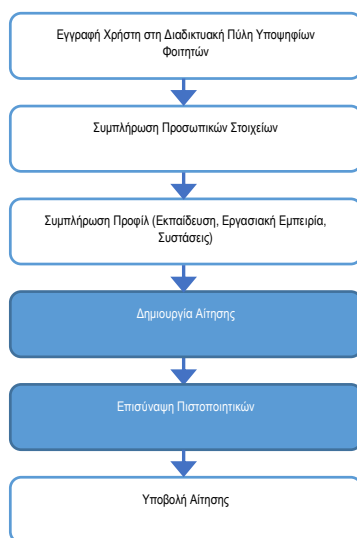 Εγγραφή Χρήστη στη Διαδικτυακή Πύλη Υποψηφίων
Φοιτητών
Συμπλήρωση Προσωπικών Στοιχείων
Συμπλήρωση Προφίλ (Εκπαίδευση, Εργασιακή Εμπειρία,
Συστάσεις)
Δημιουργία Αίτησης
Επισύναψη Πιστοποιητικών
Υποβολή Αίτησης